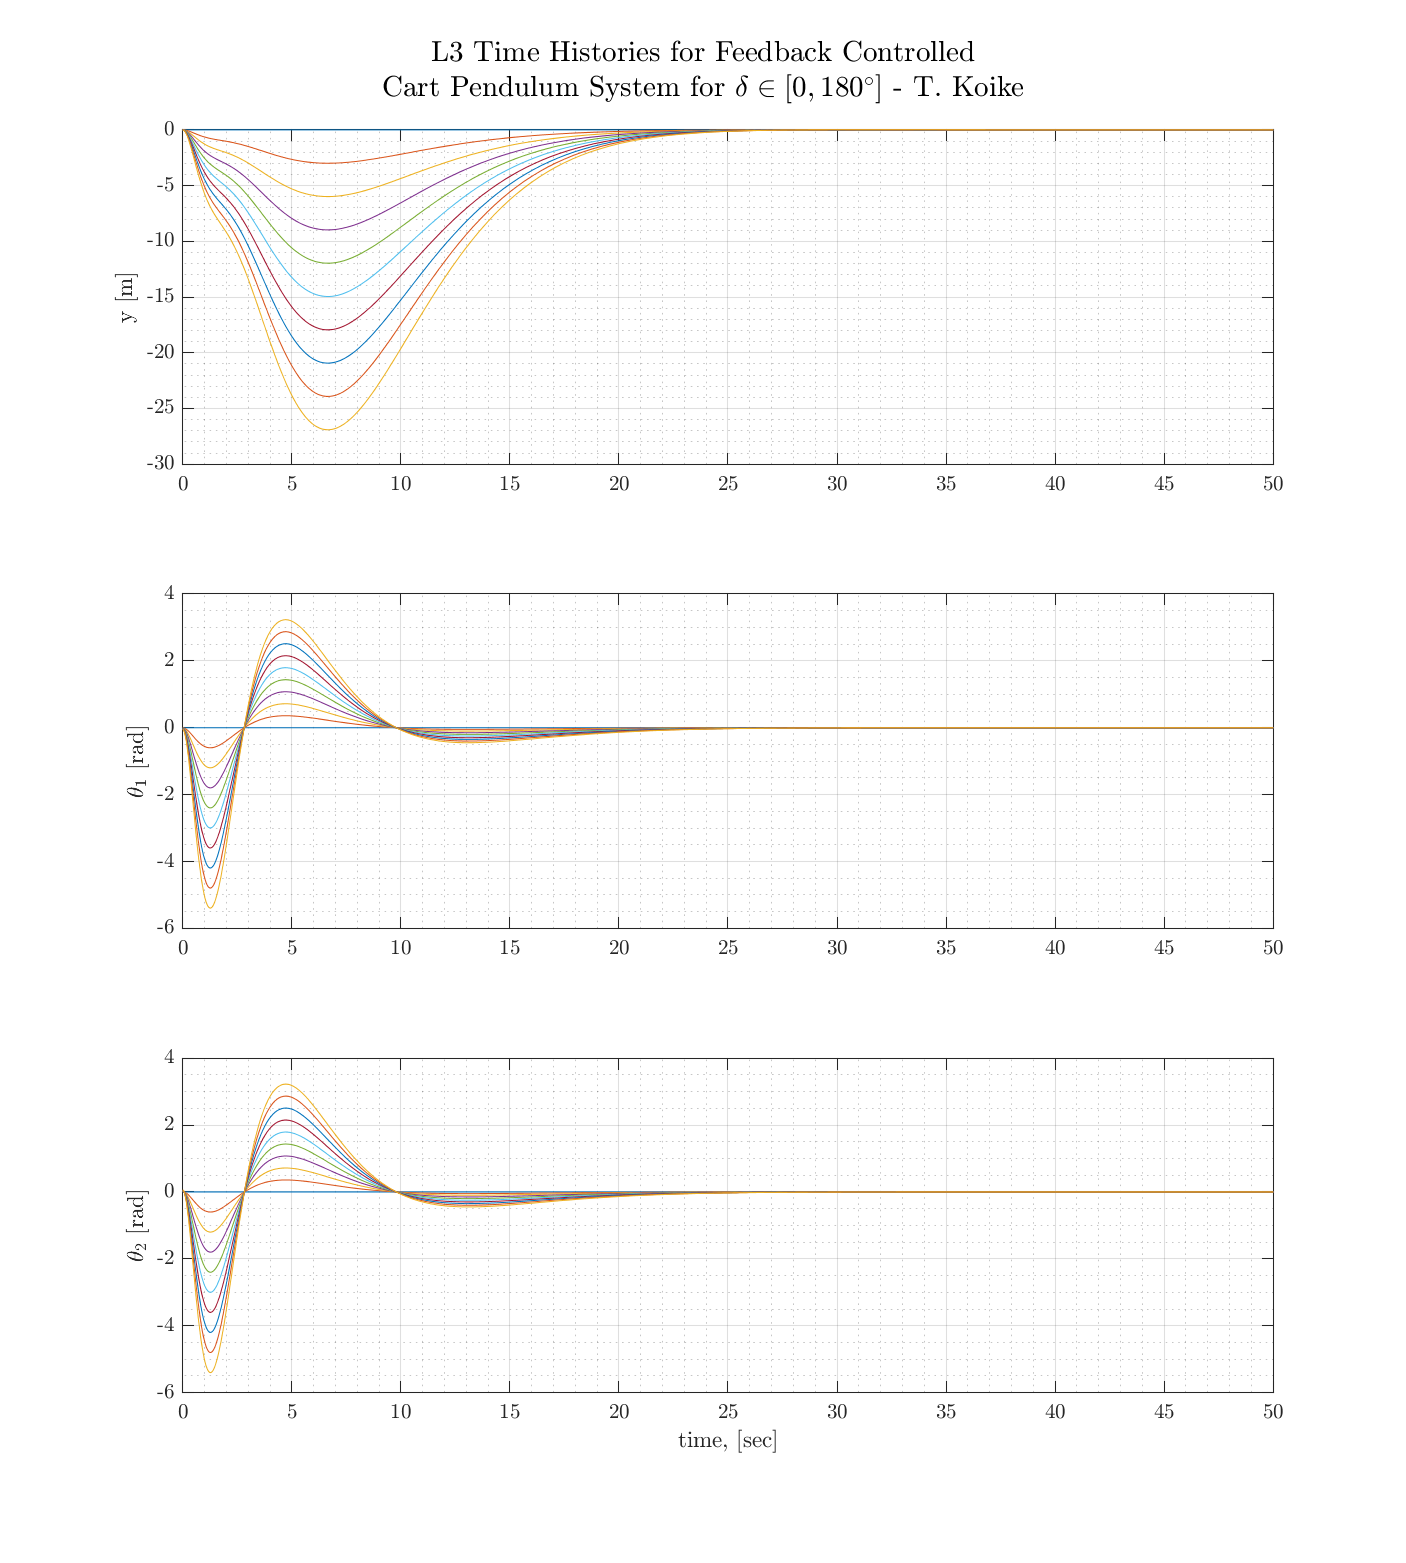 L3 Time Histories for Feedback Controlled
Cart Pendulum System for δ ∈ [0, 180°] - T. Koike
0
-5
-10
-15
-20
-25
-30
y [m]
0 5 10 15 20 25 30 35 40 45 50
4
2
0
-2
-4
-6
θ₁ [rad]
0 5 10 15 20 25 30 35 40 45 50
4
2
0
-2
-4
-6
θ₂ [rad]
0 5 10 15 20 25 30 35 40 45 50
time, [sec]